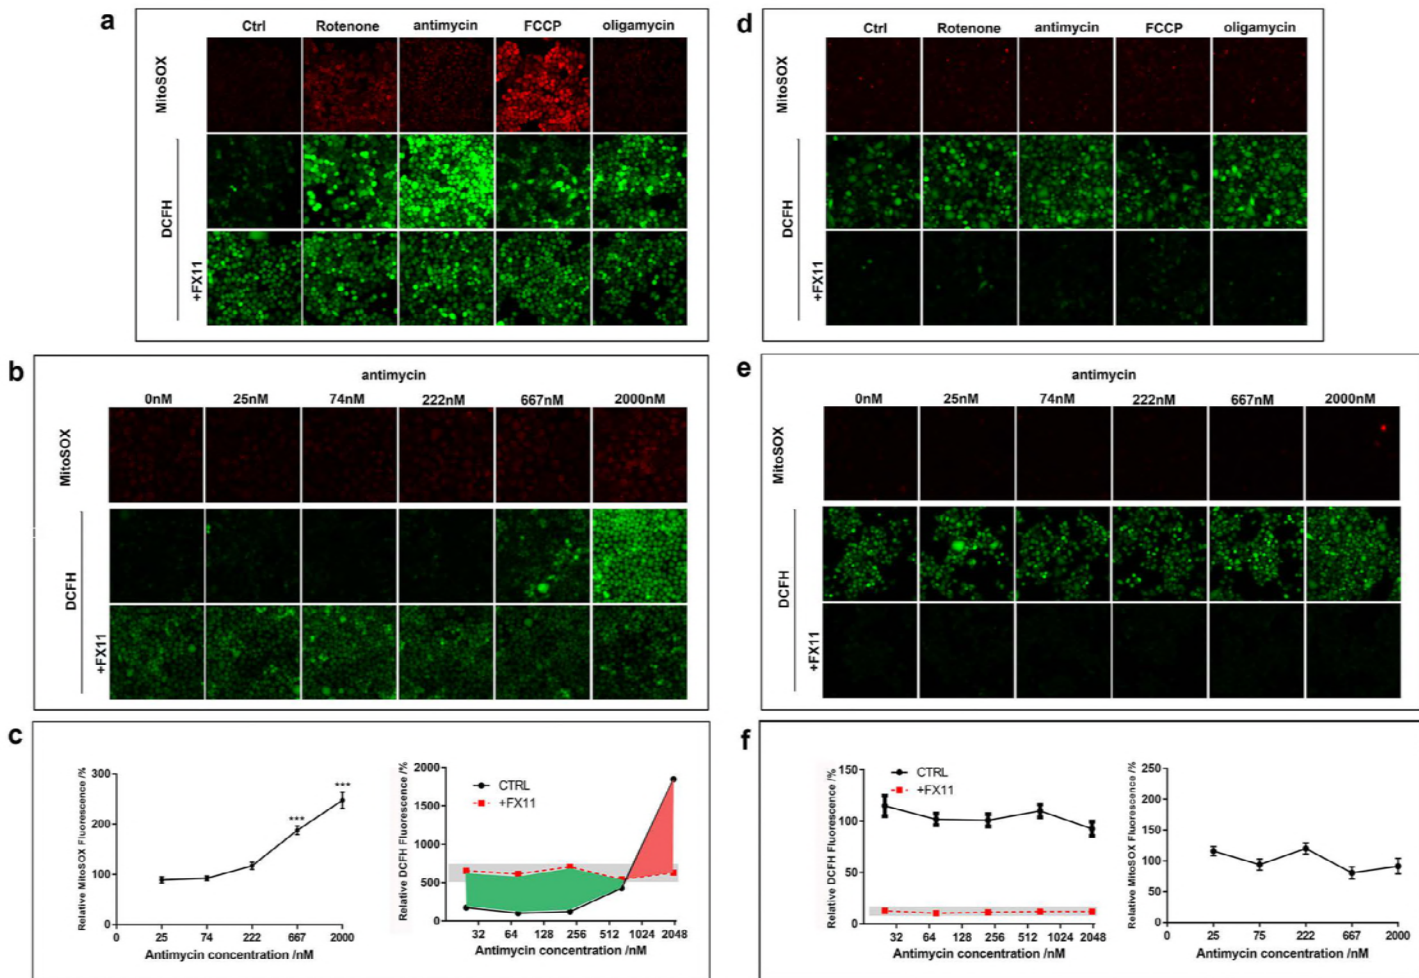 a
Ctrl Rotenone antimycin FCCP oligamycin
MitoSOX
DCFH
+FX11
d
Ctrl Rotenone antimycin FCCP oligamycin
MitoSOX
DCFH
+FX11
b
antimycin
0nM 25nM 74nM 222nM 667nM 2000nM
MitoSOX
DCFH
+FX11
e
antimycin
0nM 25nM 74nM 222nM 667nM 2000nM
MitoSOX
DCFH
+FX11
c
Relative MitoSOX Fluorescence /%
300
200
100
0
*** ***
0 25 74 222 667 2000
Antimycin concentration /nM
Relative DCFH Fluorescence /%
2000
1500
1000
500
0
CTRL
+FX11
32 64 128 256 512 1024 2048
Antimycin concentration /nM
f
Relative DCFH Fluorescence /%
150
100
50
0
CTRL
+FX11
32 64 128 256 512 1024 2048
Antimycin concentration /nM
Relative MitoSOX Fluorescence /%
250
200
150
100
50
0
0 25 75 222 667 2000
Antimycin concentration /nM